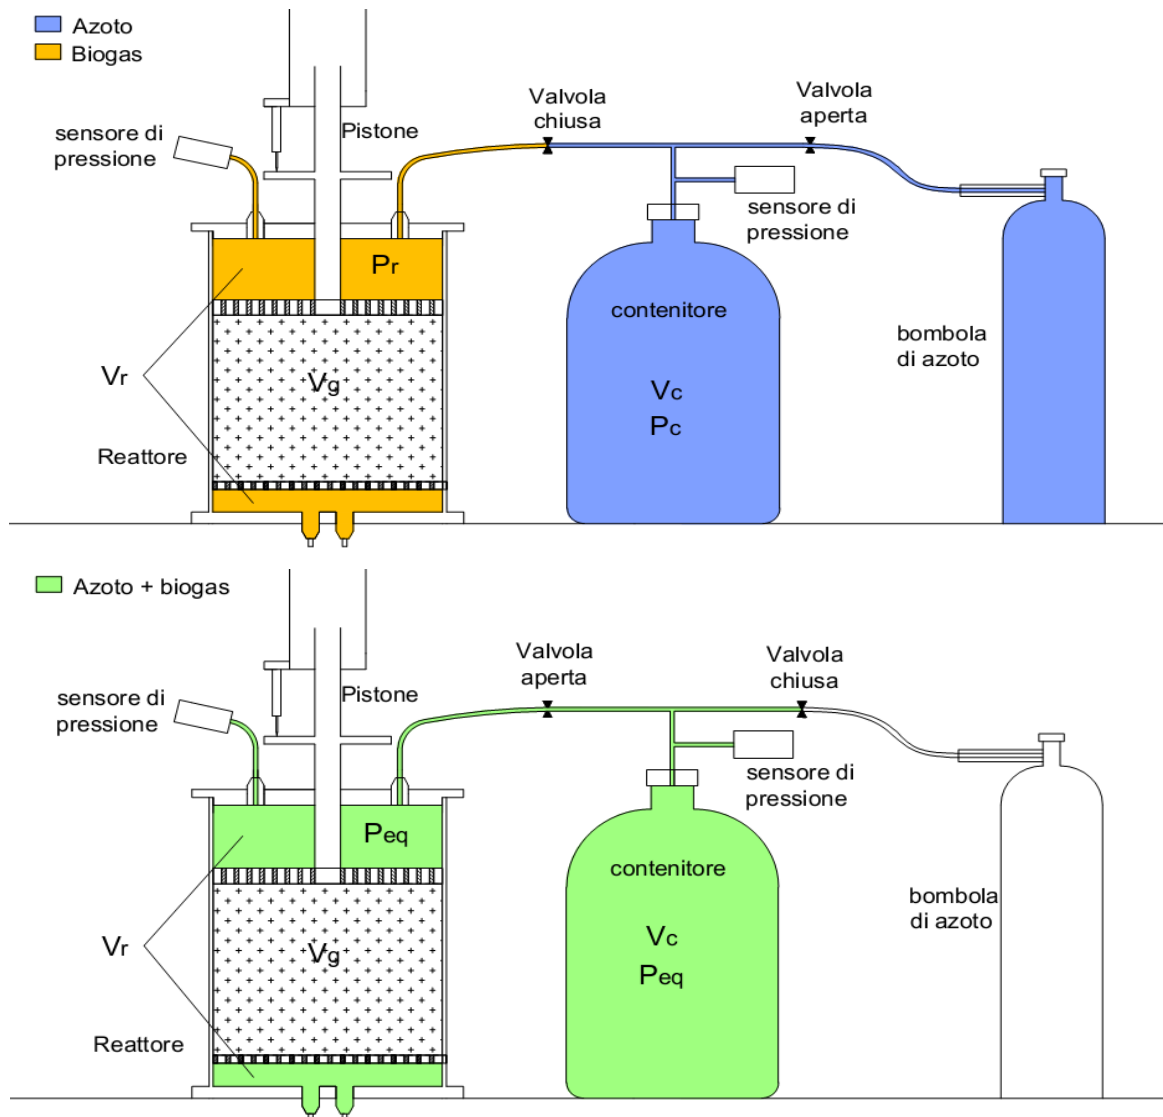 Azoto
Biogas
Valvola
chiusa
Valvola
aperta
sensore di
pressione
Pistone
sensore di
pressione
Pr
contenitore
bombola
di azoto
Vr
Vg
Vc
Pc
Reattore
Azoto + biogas
Valvola
aperta
Valvola
chiusa
sensore di
pressione
Pistone
sensore di
pressione
Peq
contenitore
bombola
di azoto
Vr
Vg
Vc
Peq
Reattore